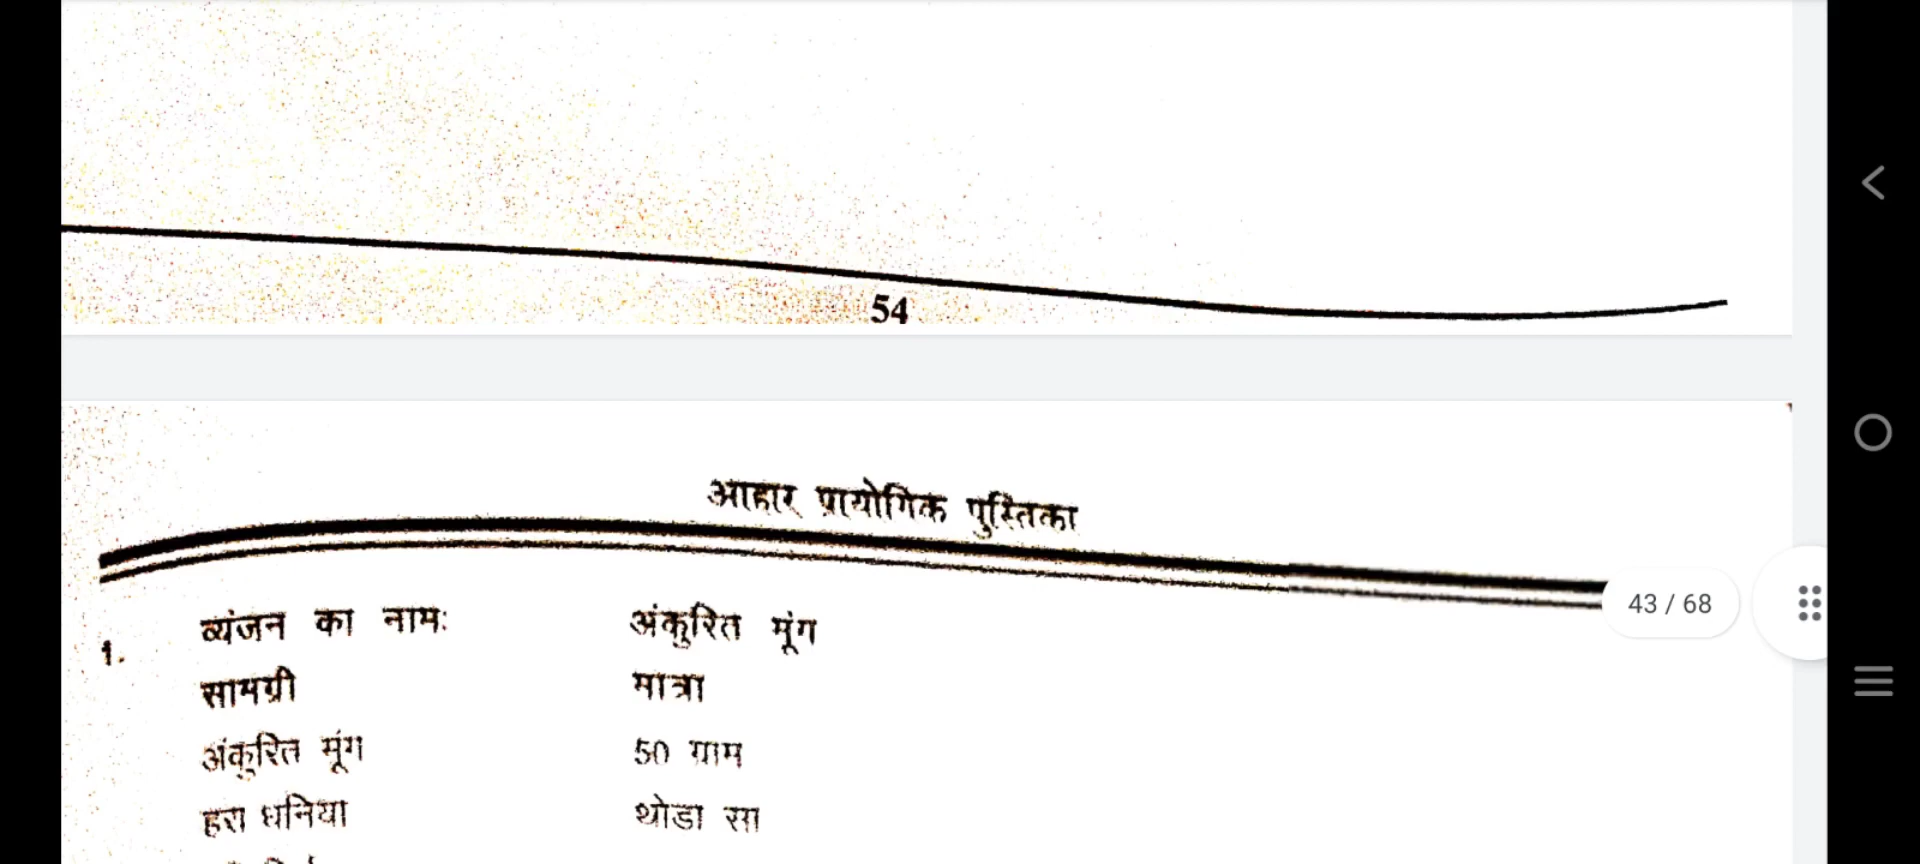 54
आहार प्रायोगिक पुस्तिका
43 / 68
1. व्यंजन का नामः अंकुरित मूंग
सामग्री मात्रा
अंकुरित मूंग 50 ग्राम
हरा धनिया थोडा सा